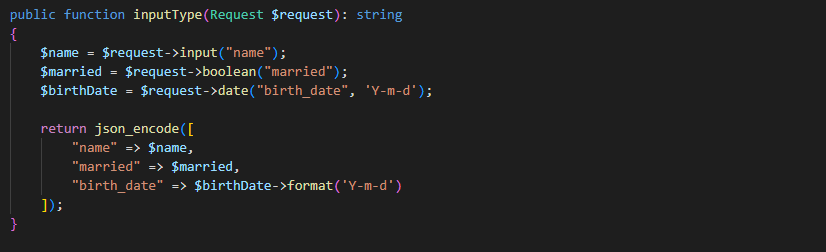 public function inputType(Request $request): string
{
    $name = $request->input("name");
    $married = $request->boolean("married");
    $birthDate = $request->date("birth_date", 'Y-m-d');

    return json_encode([
        "name" => $name,
        "married" => $married,
        "birth_date" => $birthDate->format('Y-m-d')
    ]);
}